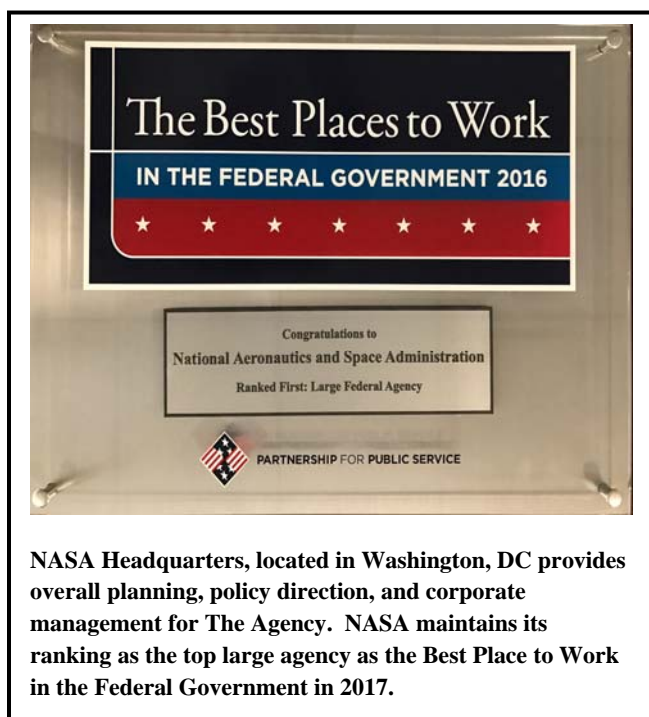 The Best Places to Work
IN THE FEDERAL GOVERNMENT 2016
Congratulations to
National Aeronautics and Space Administration
Ranked First: Large Federal Agency
PARTNERSHIP FOR PUBLIC SERVICE
NASA Headquarters, located in Washington, DC provides
overall planning, policy direction, and corporate
management for The Agency.  NASA maintains its
ranking as the top large agency as the Best Place to Work
in the Federal Government in 2017.